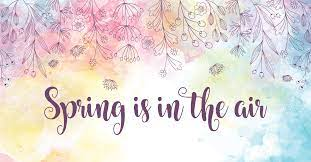 Spring is in the air